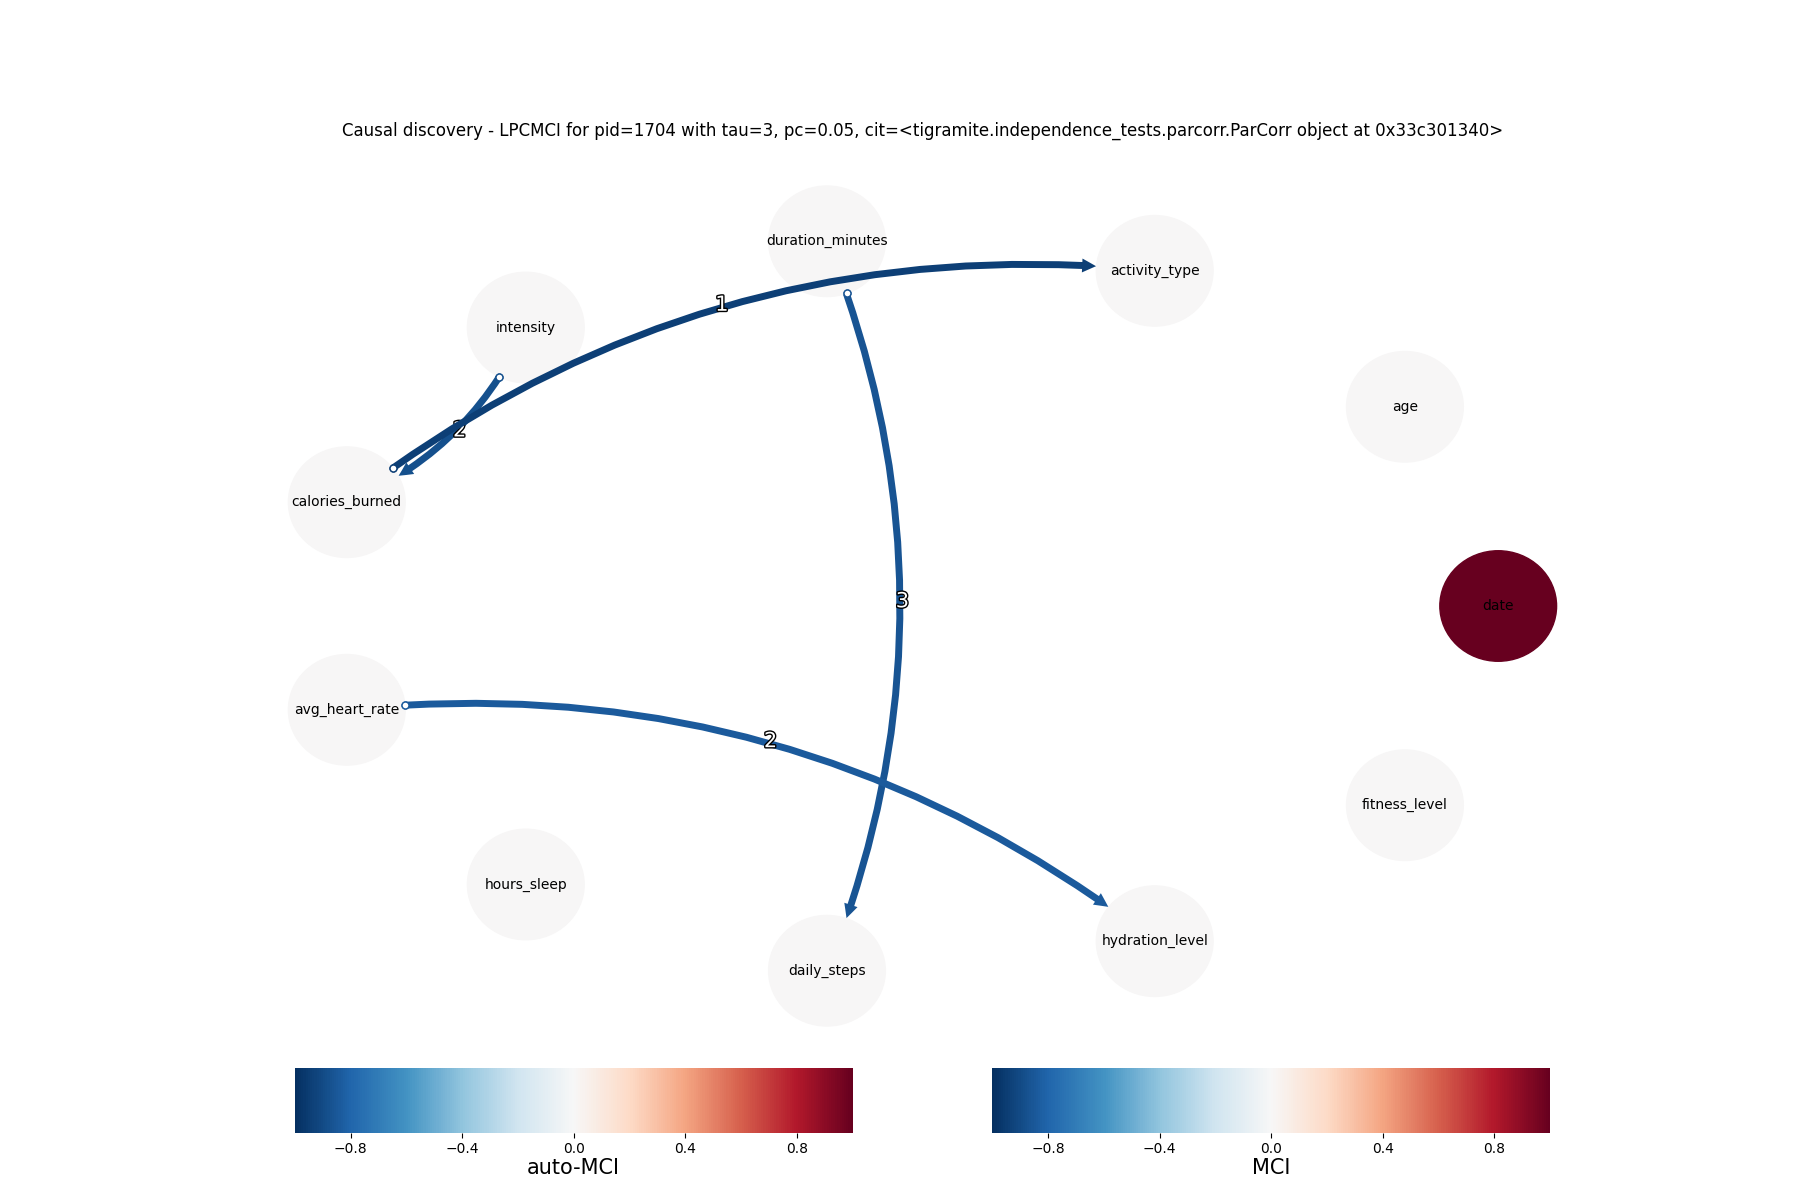 Causal discovery - LPCMCI for pid=1704 with tau=3, pc=0.05, cit=<tigramite.independence_tests.parcorr.ParCorr object at 0x33c301340>
duration_minutes
activity_type
1
intensity
age
2
calories_burned
3
date
avg_heart_rate
2
fitness_level
hours_sleep
hydration_level
daily_steps
−0.8 −0.4 0.0 0.4 0.8
auto-MCI
−0.8 −0.4 0.0 0.4 0.8
MCI